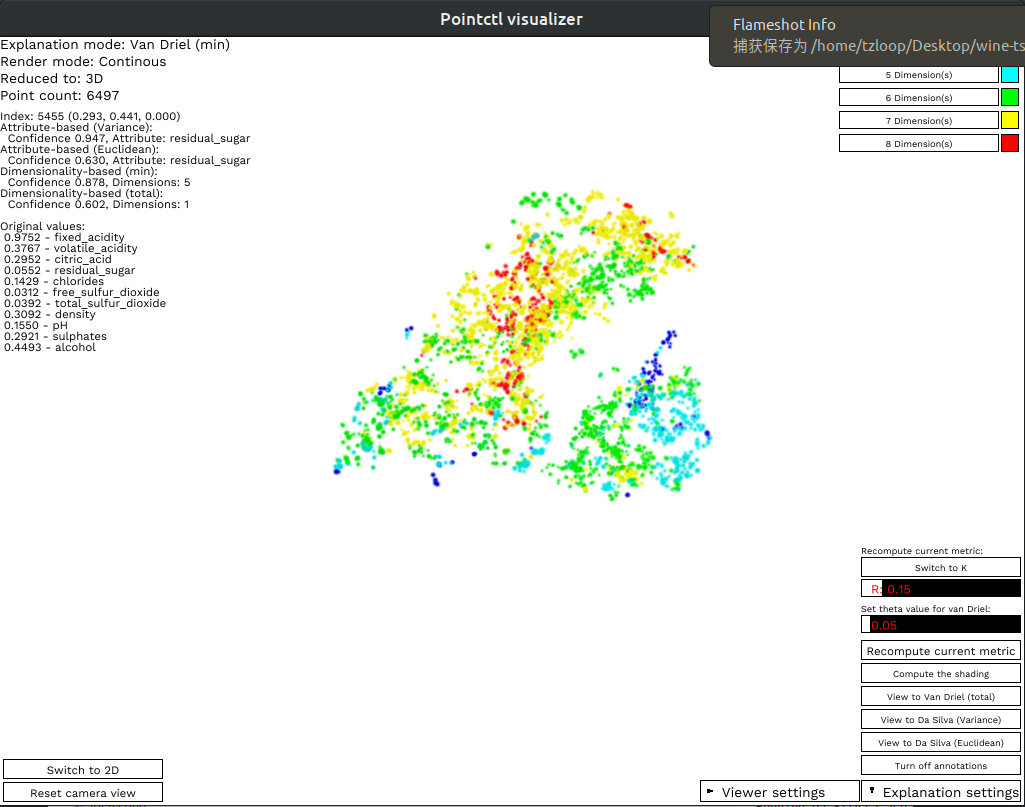 Pointctl visualizer
Flameshot Info
捕获保存为 /home/tzloop/Desktop/wine-ts
Explanation mode: Van Driel (min)
Render mode: Continous
Reduced to: 3D
Point count: 6497
Index: 5455 (0.293, 0.441, 0.000)
Attribute-based (Variance):
Confidence 0.947, Attribute: residual_sugar
Attribute-based (Euclidean):
Confidence 0.630, Attribute: residual_sugar
Dimensionality-based (min):
Confidence 0.878, Dimensions: 5
Dimensionality-based (total):
Confidence 0.602, Dimensions: 1
Original values:
0.9752 - fixed_acidity
0.3767 - volatile_acidity
0.2952 - citric_acid
0.0552 - residual_sugar
0.1429 - chlorides
0.0312 - free_sulfur_dioxide
0.0392 - total_sulfur_dioxide
0.3092 - density
0.1550 - pH
0.2921 - sulphates
0.4493 - alcohol
5 Dimension(s)
6 Dimension(s)
7 Dimension(s)
8 Dimension(s)
Recompute current metric:
Switch to K
R: 0.15
Set theta value for van Driel:
0.05
Recompute current metric
Compute the shading
View to Van Driel (total)
View to Da Silva (Variance)
View to Da Silva (Euclidean)
Turn off annotations
Switch to 2D
Reset camera view
Viewer settings
Explanation settings